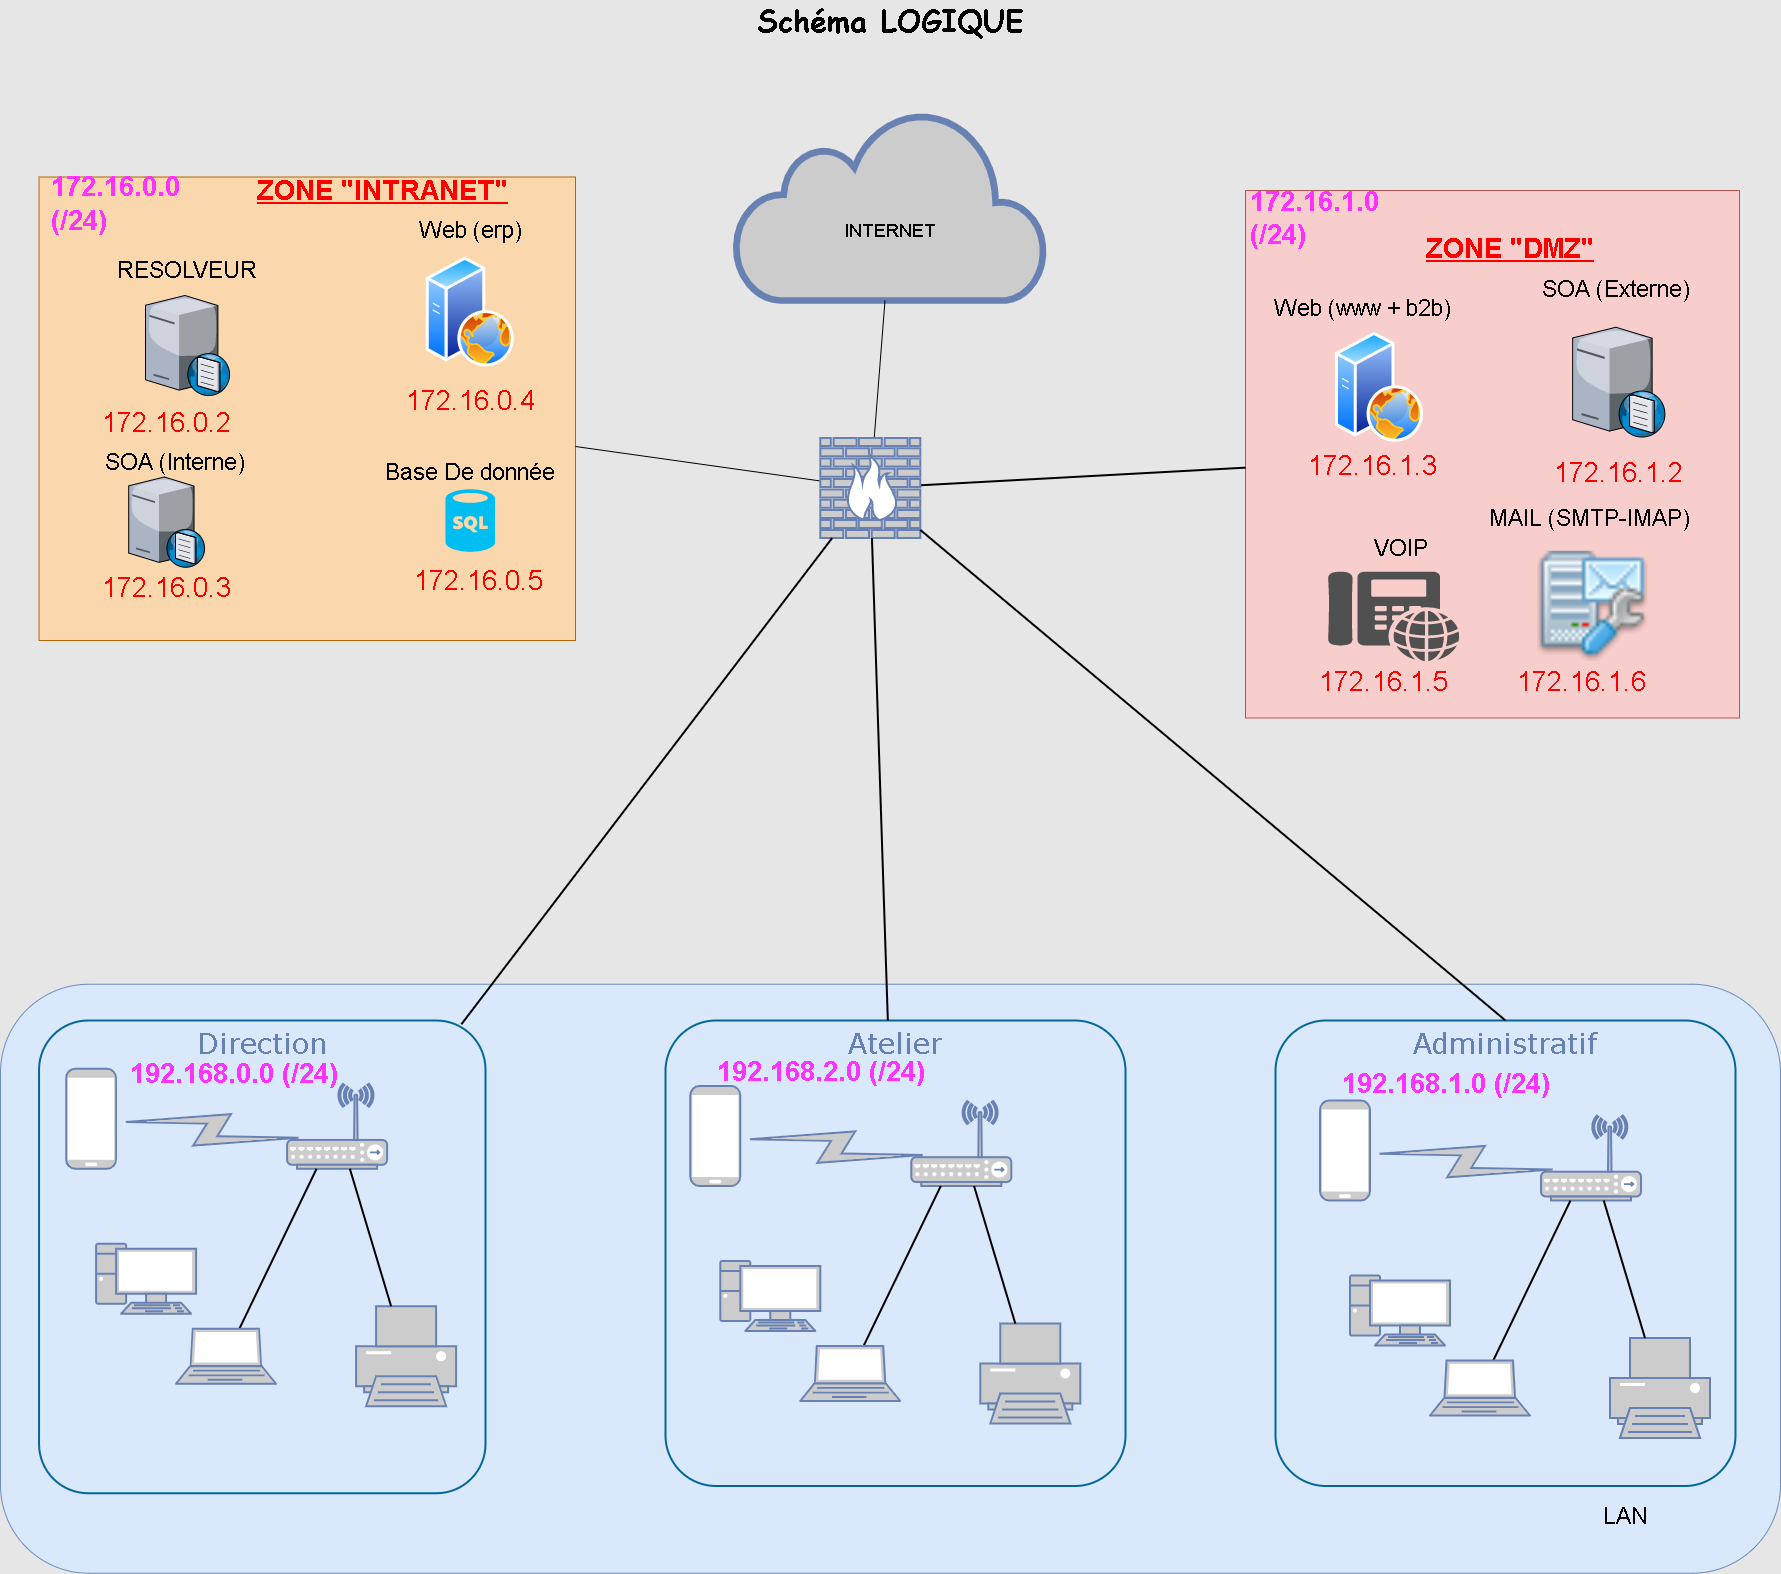 Schéma LOGIQUE
INTERNET
172.16.0.0
(/24)
ZONE "INTRANET"
Web (erp)
RESOLVEUR
172.16.0.4
172.16.0.2
SOA (Interne)
Base De donnée
SQL
172.16.0.5
172.16.0.3
172.16.1.0
(/24)
ZONE "DMZ"
SOA (Externe)
Web (www + b2b)
172.16.1.3
172.16.1.2
MAIL (SMTP-IMAP)
VOIP
172.16.1.5
172.16.1.6
Direction
192.168.0.0 (/24)
Atelier
192.168.2.0 (/24)
Administratif
192.168.1.0 (/24)
LAN